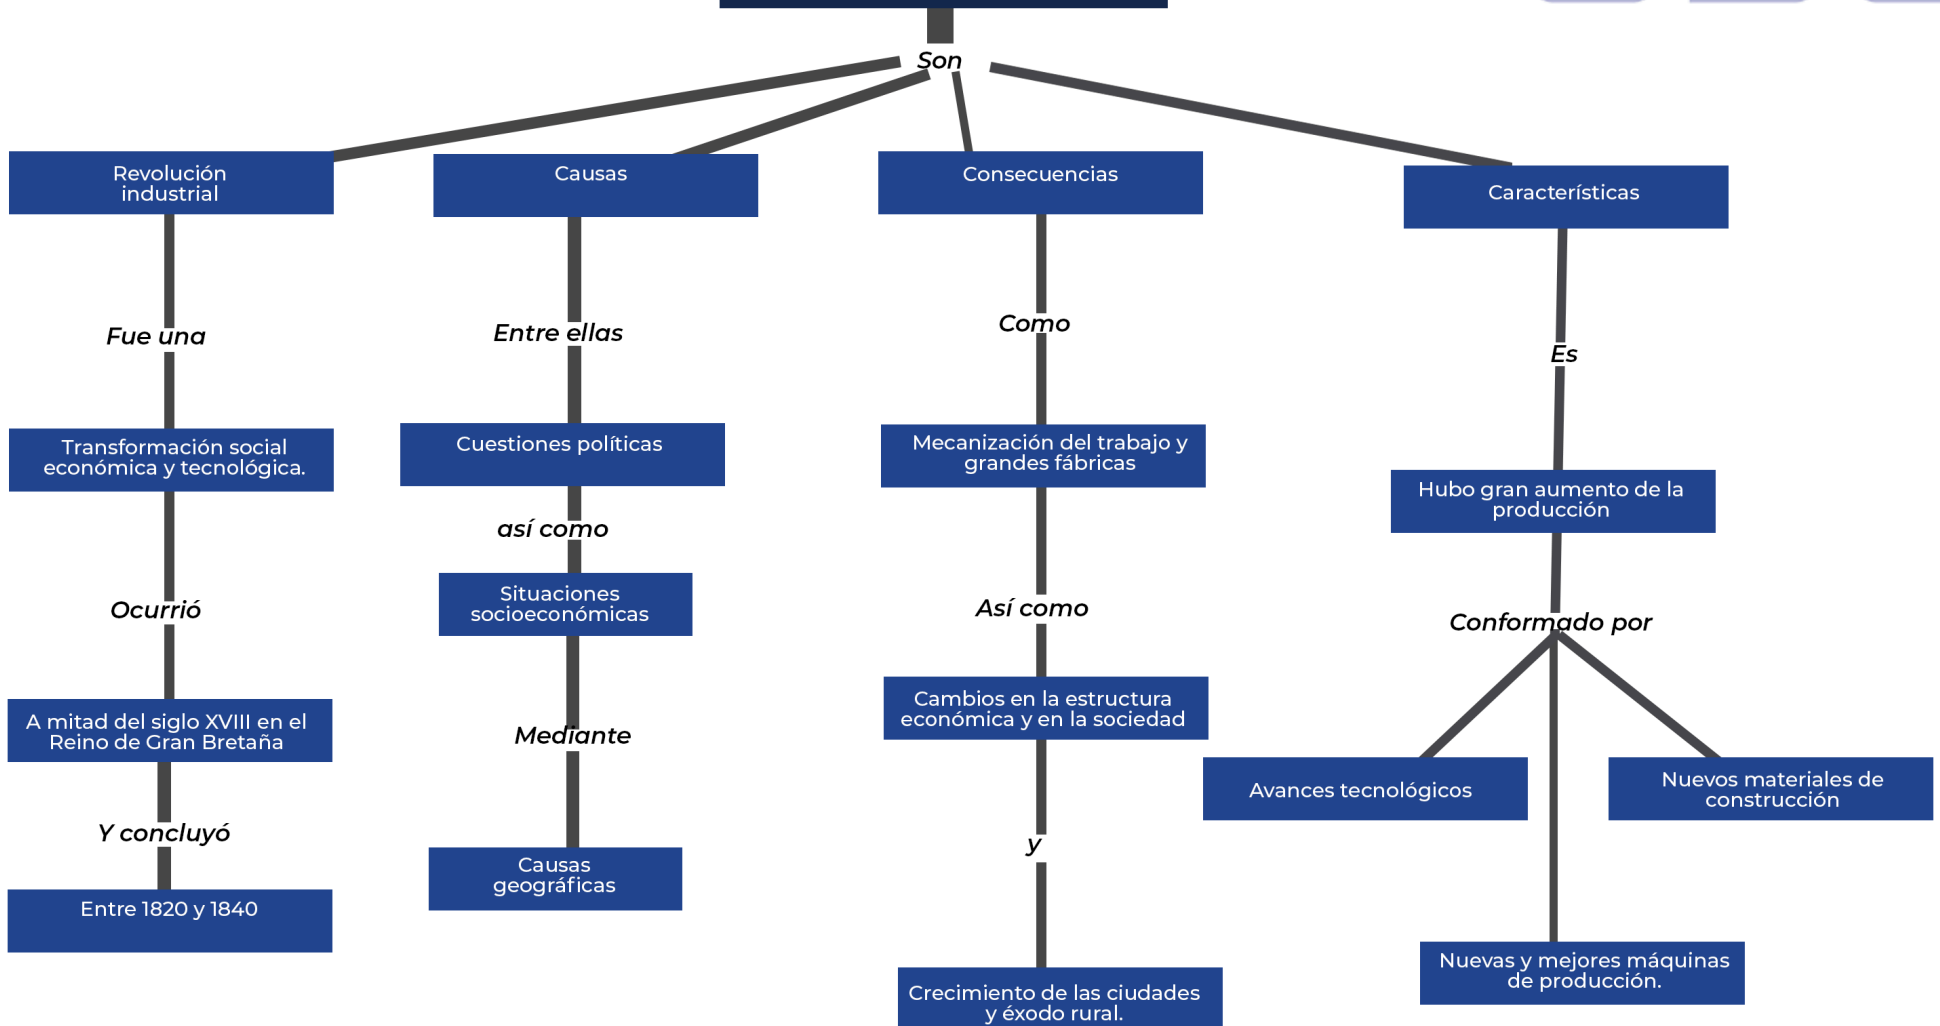 Son
Revolución
industrial
Causas
Consecuencias
Características
Fue una
Entre ellas
Como
Es
Transformación social
económica y tecnológica.
Cuestiones políticas
Mecanización del trabajo y
grandes fábricas
Hubo gran aumento de la
producción
así como
Situaciones
socioeconómicas
Ocurrió
Así como
Conformado por
A mitad del siglo XVIII en el
Reino de Gran Bretaña
Mediante
Cambios en la estructura
económica y en la sociedad
Avances tecnológicos
Nuevos materiales de
construcción
Y concluyó
y
Causas
geográficas
Entre 1820 y 1840
Nuevas y mejores máquinas
de producción.
Crecimiento de las ciudades
y éxodo rural.